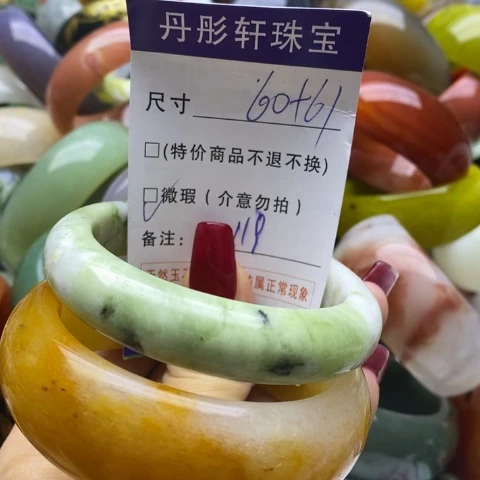 丹彤轩珠宝
尺寸 60+61
□(特价商品不退不换)
□微瑕(介意勿拍)
备注: 119
天然玉
属正常现象